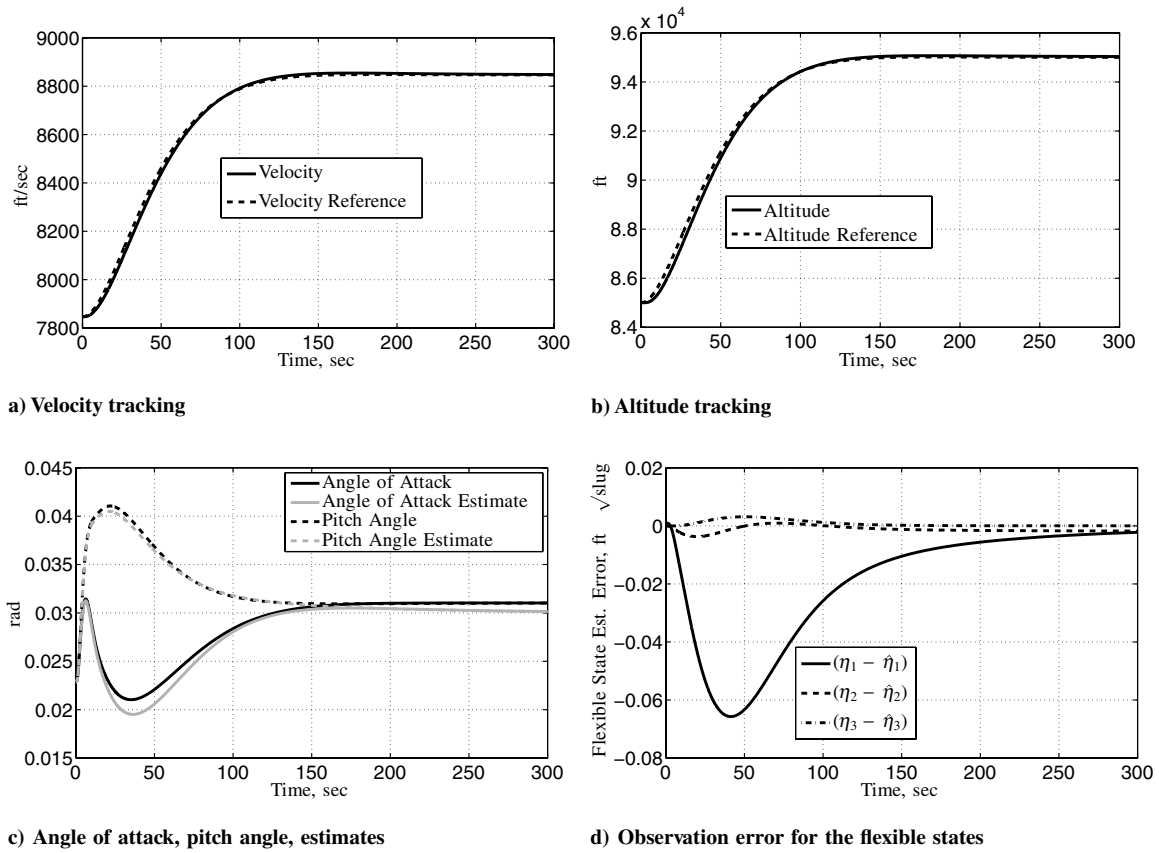 9000
8800
8600
8400
8200
8000
7800
ft/sec
Velocity
Velocity Reference
0 50 100 150 200 250 300
Time, sec
a) Velocity tracking
x 10⁴
9.6
9.4
9.2
9
8.8
8.6
8.4
ft
Altitude
Altitude Reference
0 50 100 150 200 250 300
Time, sec
b) Altitude tracking
0.045
0.04
0.035
0.03
0.025
0.02
0.015
rad
Angle of Attack
Angle of Attack Estimate
Pitch Angle
Pitch Angle Estimate
0 50 100 150 200 250 300
Time, sec
c) Angle of attack, pitch angle, estimates
0.02
0
−0.02
−0.04
−0.06
−0.08
Flexible State Est. Error, ft √slug
(η₁ − η̂₁)
(η₂ − η̂₂)
(η₃ − η̂₃)
0 50 100 150 200 250 300
Time, sec
d) Observation error for the flexible states